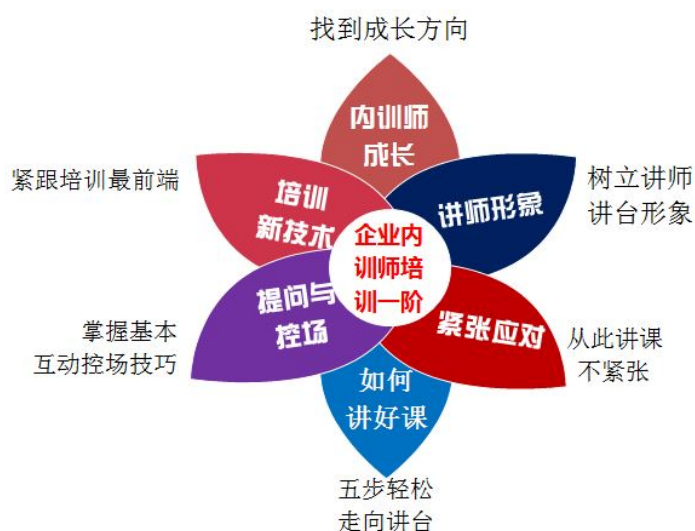 找到成长方向
内训师
成长
紧跟培训最前端
培训
新技术
讲师形象
树立讲师
讲台形象
企业内
训师培
训一阶
提问与
控场
紧张应对
掌握基本
互动控场技巧
从此讲课
不紧张
如何
讲好课
五步轻松
走向讲台